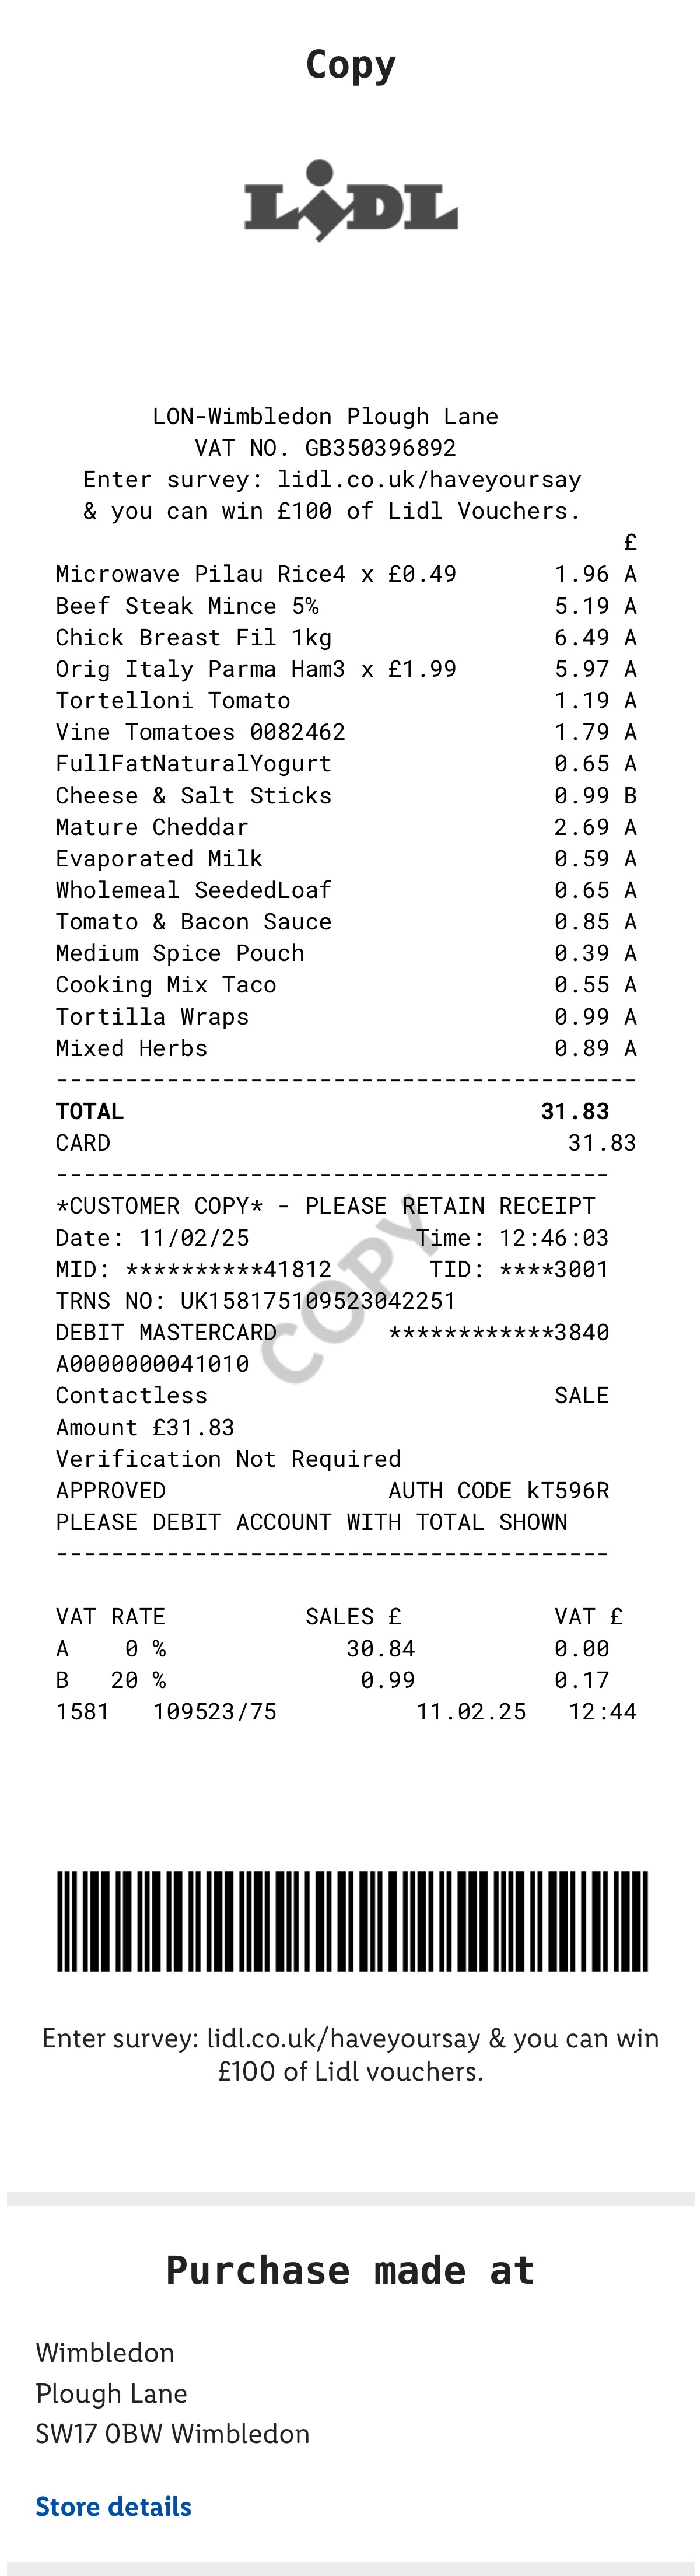 Copy
LIDL
LON-Wimbledon Plough Lane
VAT NO. GB350396892
Enter survey: lidl.co.uk/haveyoursay
& you can win £100 of Lidl Vouchers.
£
Microwave Pilau Rice4 x £0.49 1.96 A
Beef Steak Mince 5% 5.19 A
Chick Breast Fil 1kg 6.49 A
Orig Italy Parma Ham3 x £1.99 5.97 A
Tortelloni Tomato 1.19 A
Vine Tomatoes 0082462 1.79 A
FullFatNaturalYogurt 0.65 A
Cheese & Salt Sticks 0.99 B
Mature Cheddar 2.69 A
Evaporated Milk 0.59 A
Wholemeal SeededLoaf 0.65 A
Tomato & Bacon Sauce 0.85 A
Medium Spice Pouch 0.39 A
Cooking Mix Taco 0.55 A
Tortilla Wraps 0.99 A
Mixed Herbs 0.89 A
------------------------------------------
TOTAL 31.83
CARD 31.83
----------------------------------------
*CUSTOMER COPY* - PLEASE RETAIN RECEIPT
Date: 11/02/25 Time: 12:46:03
MID: **********41812 TID: ****3001
TRNS NO: UK158175109523042251
DEBIT MASTERCARD ************3840
A0000000041010
Contactless SALE
Amount £31.83
Verification Not Required
APPROVED AUTH CODE kT596R
PLEASE DEBIT ACCOUNT WITH TOTAL SHOWN
----------------------------------------
COPY
VAT RATE SALES £ VAT £
A 0 % 30.84 0.00
B 20 % 0.99 0.17
1581 109523/75 11.02.25 12:44
Enter survey: lidl.co.uk/haveyoursay & you can win
£100 of Lidl vouchers.
Purchase made at
Wimbledon
Plough Lane
SW17 0BW Wimbledon
Store details